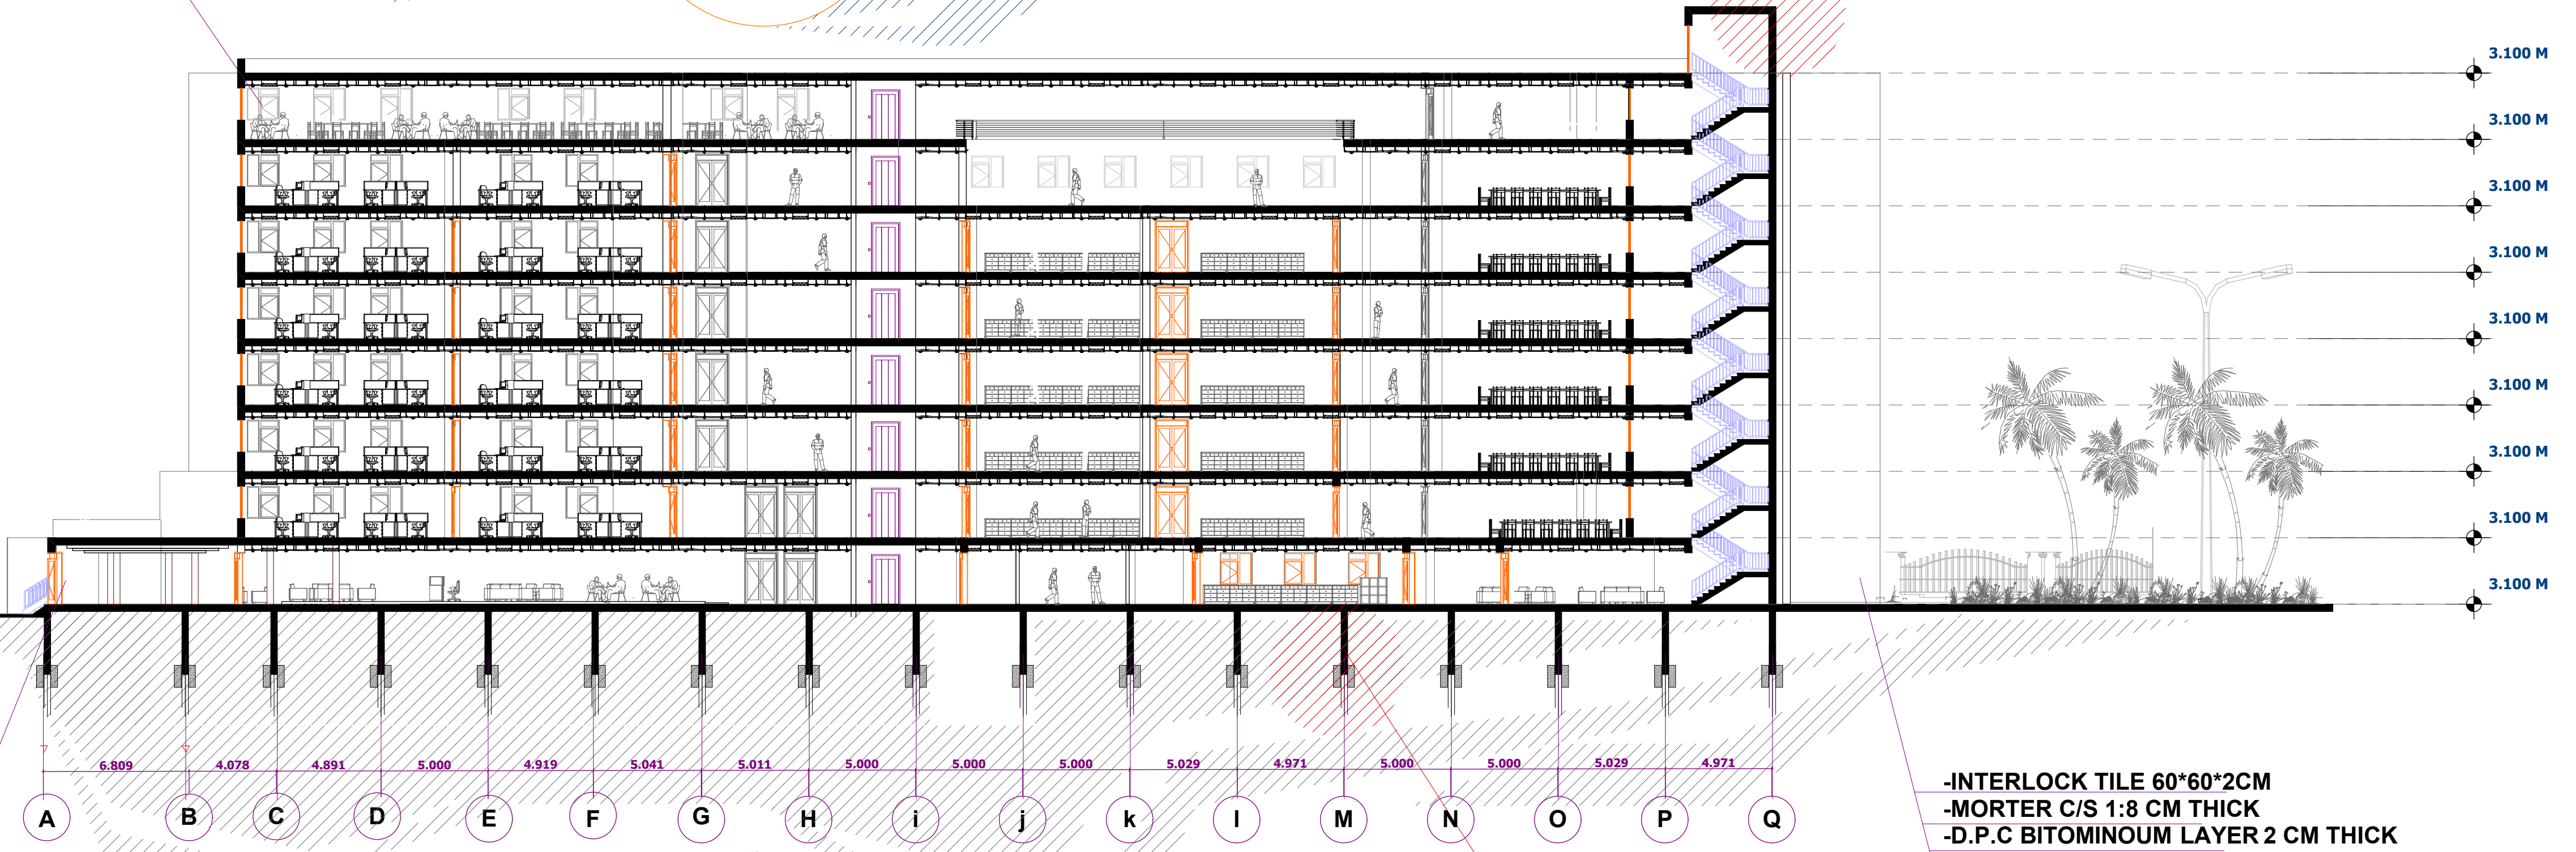 3.100 M
3.100 M
3.100 M
3.100 M
3.100 M
3.100 M
3.100 M
3.100 M
3.100 M
6.809 4.078 4.891 5.000 4.919 5.041 5.011 5.000 5.000 5.000 5.029 4.971 5.000 5.000 5.029 4.971
A B C D E F G H i j k l M N O P Q
-INTERLOCK TILE 60*60*2CM
-MORTER C/S 1:8 CM THICK
-D.P.C BITOMINOUM LAYER 2 CM THICK